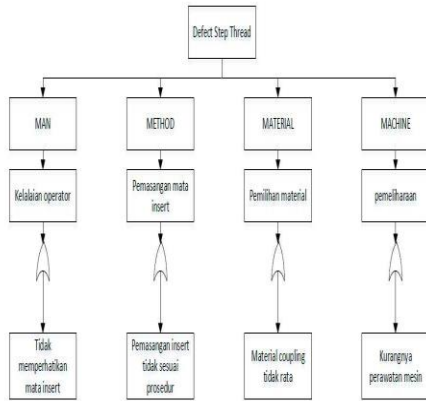 Defect Step Thread
MAN
METHOD
MATERIAL
MACHINE
Kelalaian operator
Pemasangan mata
insert
Pemilihan material
pemeliharaan
Tidak
memperhatikan
mata insert
Pemasangan insert
tidak sesuai
prosedur
Material coupling
tidak rata
Kurangnya
perawatan mesin